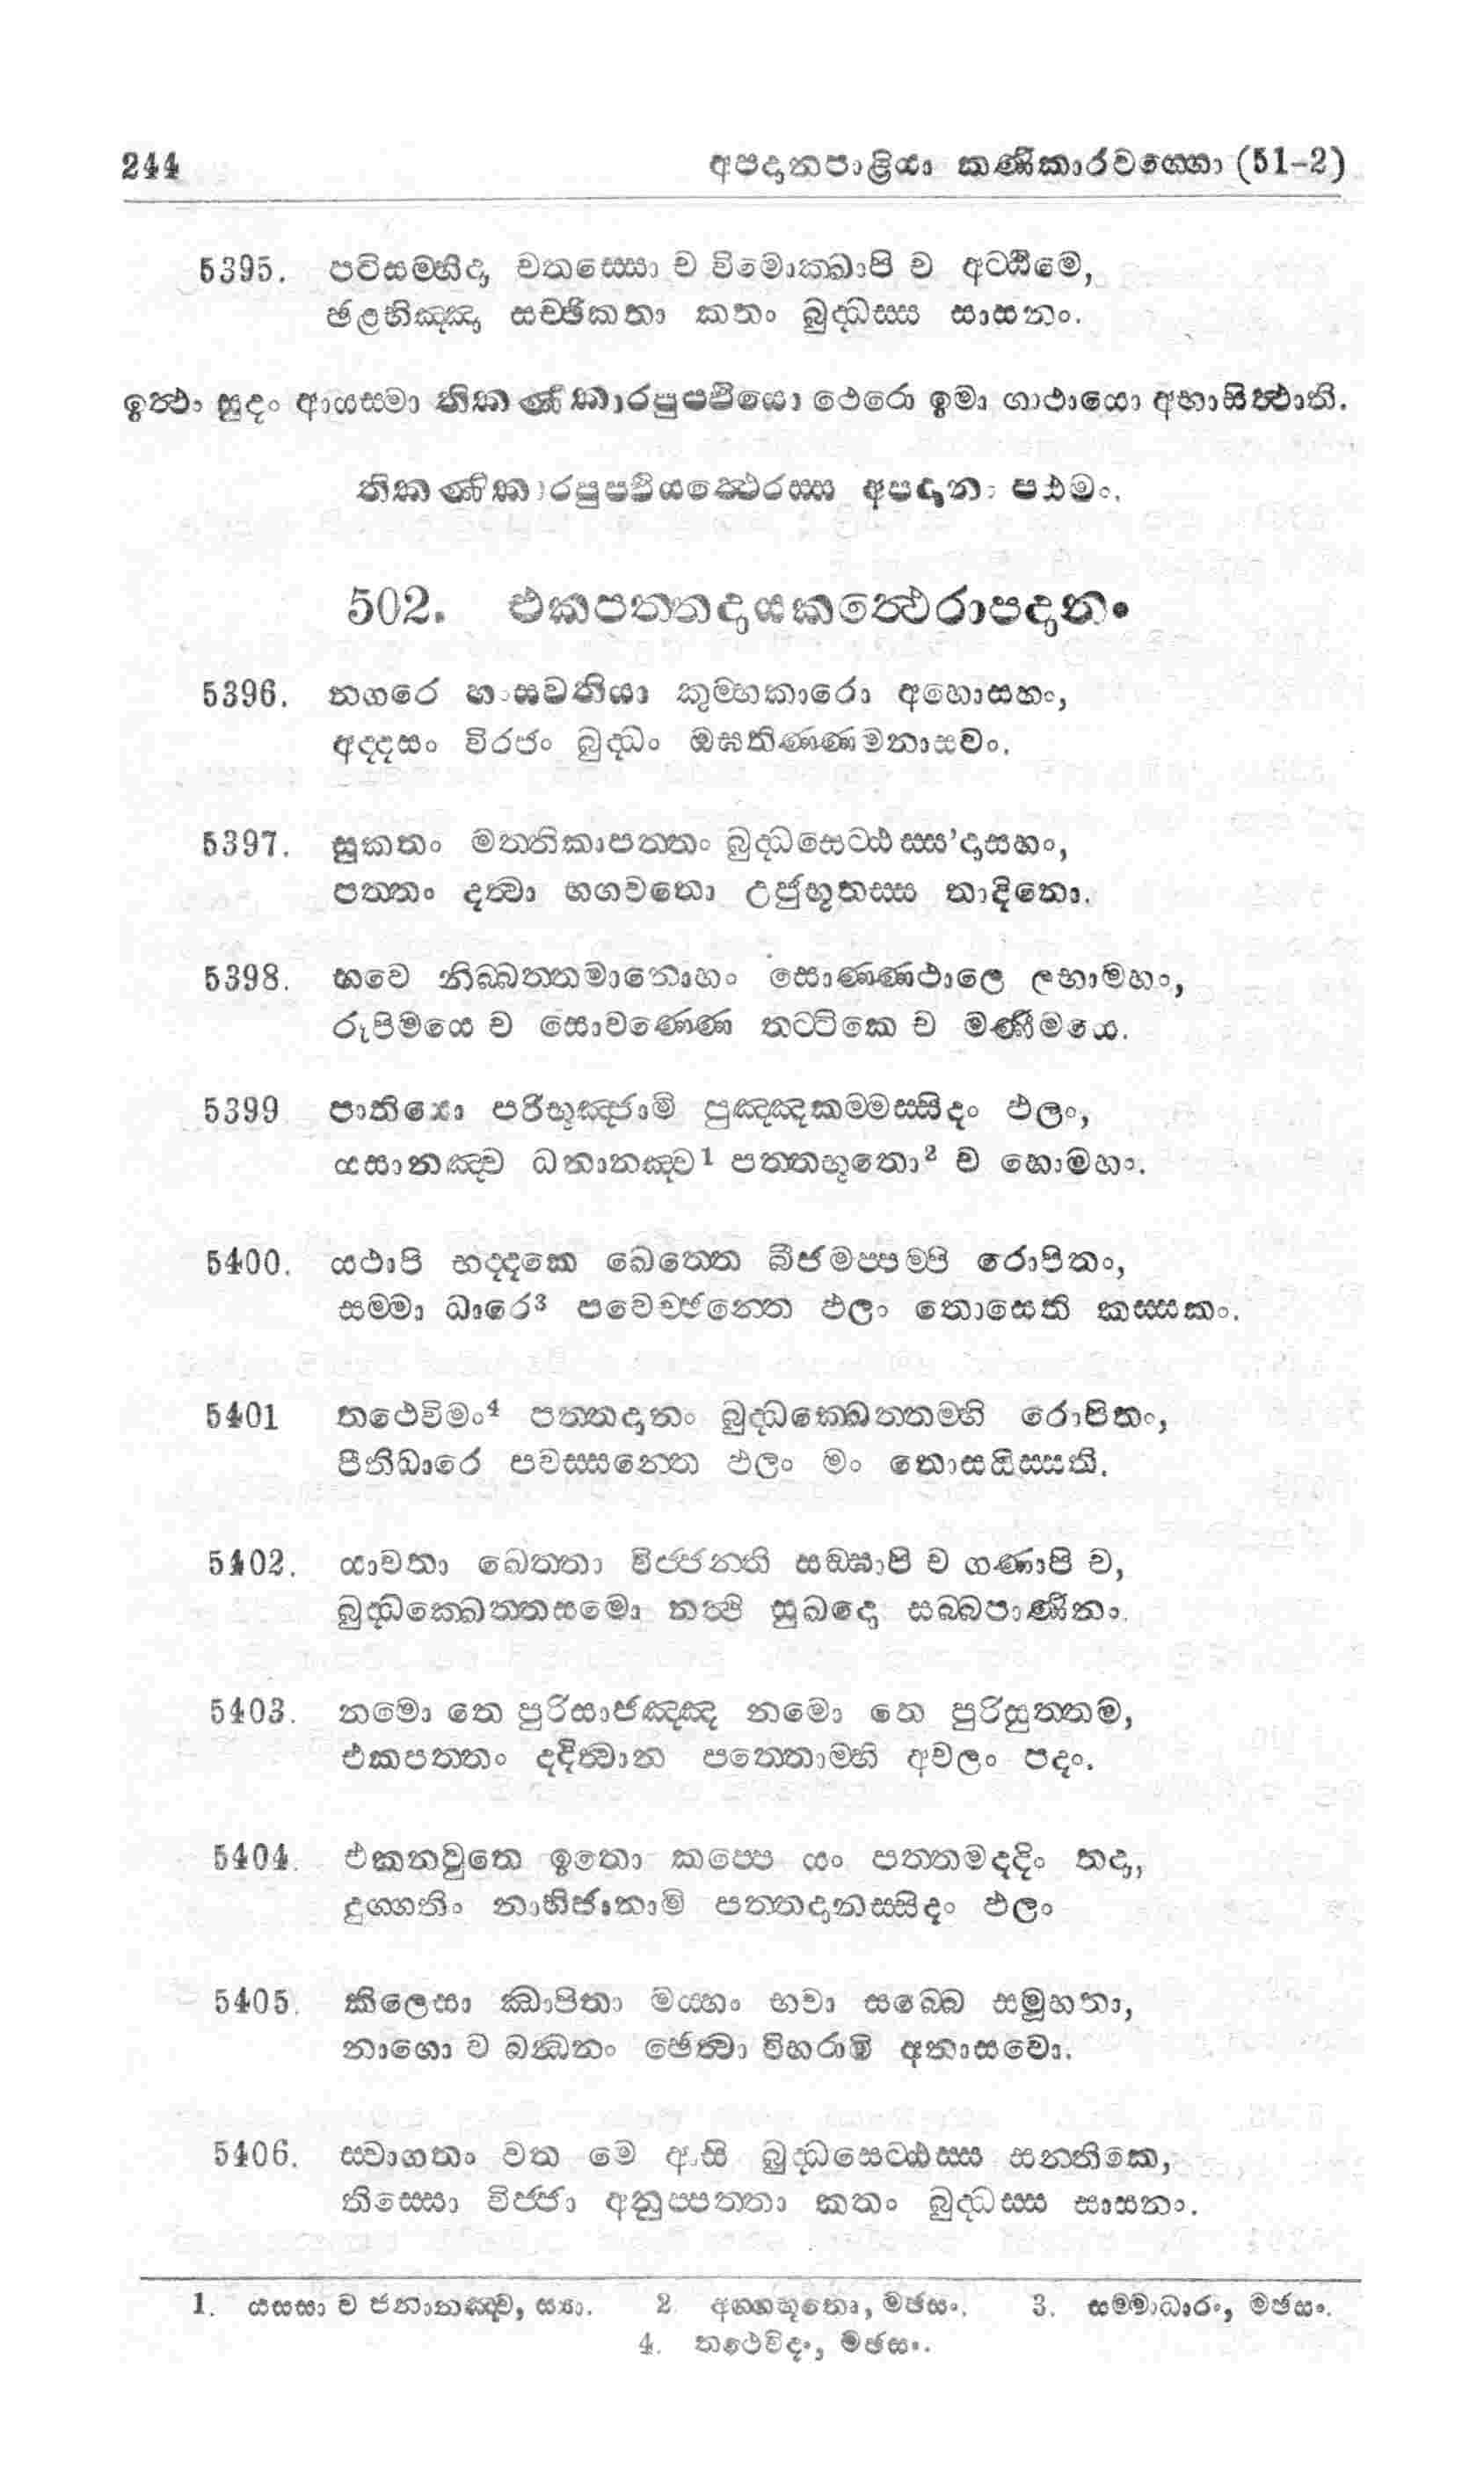 244 අපදානපාළියා කණිකාරවග්ගො (51-2)
5395. පටිසම්භිදා චතස්සො ච විමොක්ඛාපි ච අට්ඨිමෙ,
ඡළභිඤ්ඤා සච්ඡිකතා කතං බුද්ධස්ස සාසනං.
ඉත්ථං සුදං ආයස්මා තිකණිකාරපුප්ඵියො ථෙරො ඉමා ගාථායො අභාසිත්ථාති.
තිකණිකාරපුප්ඵියත්ථෙරස්ස අපදානං පඨමං.
502. එකපත්තදායකත්ථෙරාපදානං
5396. නගරෙ හංසවතියා කුම්භකාරො අහොසහං,
අද්දසං විරජං බුද්ධං ඔඝතිණ්ණමනාසවං.
5397. සුකතං මත්තිකාපත්තං බුද්ධසෙට්ඨස්ස'දාසහං,
පත්තං දත්වා භගවතො උජුභූතස්ස තාදිනො.
5398. භවෙ නිබ්බත්තමානොහං සොණ්ණථාලෙ ලභාමහං,
රූපිමයෙ ච සොවණ්ණෙ තට්ටිකෙ ච මණීමයෙ.
5399 පාතියො පරිභුඤ්ජාමි පුඤ්ඤකම්මස්සිදං ඵලං,
යසානඤ්ච ධනානඤ්ච1 පත්තභූතො2 ච හොමහං.
5400. යථාපි භද්දකෙ ඛෙත්තෙ බීජමප්පම්පි රොපිතං,
සම්මා ධාරෙ3 පවෙච්ඡන්තෙ ඵලං තොසෙති කස්සකං.
5401 තථෙවිමං4 පත්තදානං බුද්ධක්ඛෙත්තම්හි රොපිතං,
පීතිධාරෙ පවස්සන්තෙ ඵලං මං තොසයිස්සති.
5402. යාවතා ඛෙත්තා විජ්ජන්ති සඞ්ඝාපි ච ගණාපි ච,
බුද්ධක්ඛෙත්තසමො නත්ථි සුඛදො සබ්බපාණිනං.
5403. නමො තෙ පුරිසාජඤ්ඤ නමො තෙ පුරිසුත්තම,
එකපත්තං දදිත්වාන පත්තොම්හි අචලං පදං.
5404. එකනවුතෙ ඉතො කප්පෙ යං පත්තමදදිං තදා,
දුග්ගතිං නාභිජානාමි පත්තදානස්සිදං ඵලං
5405. කිලෙසා ඣාපිතා මය්හං භවා සබ්බෙ සමූහතා,
නාගො ව බන්ධනං ඡෙත්වා විහරාමි අනාසවො.
5406. ස්වාගතං වත මෙ ආසි බුද්ධසෙට්ඨස්ස සන්තිකෙ,
තිස්සො විජ්ජා අනුප්පත්තා කතං බුද්ධස්ස සාසනං.
1. යසසා ව ජනානඤ්ච, ස්‍යා. 2 අග්ගභූතො, මඡසං. 3. සම්මාධාරං, මඡසං.
4. තථෙවිදං, මඡසං.